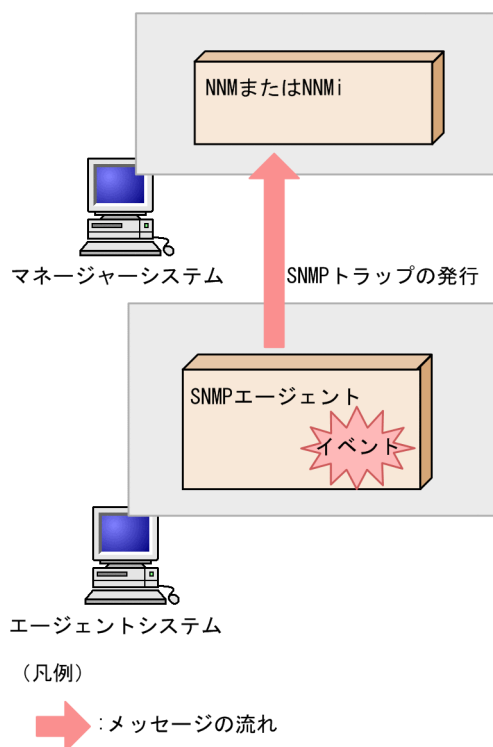 NNMまたはNNMi
マネージャーシステム
SNMPトラップの発行
SNMPエージェント
イベント
エージェントシステム
（凡例）
：メッセージの流れ